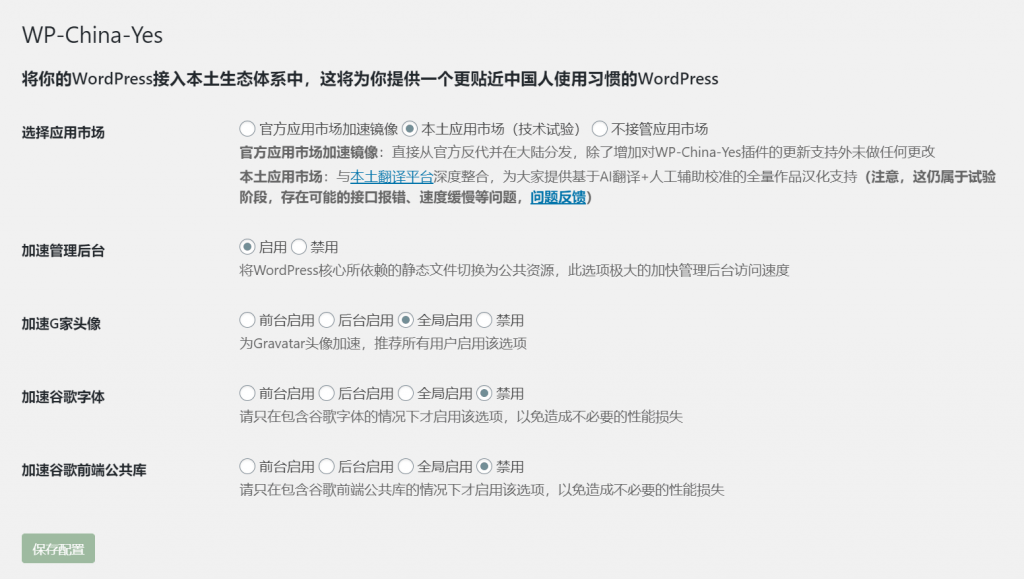 WP-China-Yes
将你的WordPress接入本土生态体系中，这将为你提供一个更贴近中国人使用习惯的WordPress
选择应用市场
官方应用市场加速镜像 本土应用市场（技术试验） 不接管应用市场
官方应用市场加速镜像：直接从官方反代并在大陆分发，除了增加对WP-China-Yes插件的更新支持外未做任何更改
本土应用市场：与本土翻译平台深度整合，为大家提供基于AI翻译+人工辅助校准的全量作品汉化支持（注意，这仍属于试验
阶段，存在可能的接口报错、速度缓慢等问题，问题反馈）
加速管理后台
启用 禁用
将WordPress核心所依赖的静态文件切换为公共资源，此选项极大的加快管理后台访问速度
加速G家头像
前台启用 后台启用 全局启用 禁用
为Gravatar头像加速，推荐所有用户启用该选项
加速谷歌字体
前台启用 后台启用 全局启用 禁用
请只在包含谷歌字体的情况下才启用该选项，以免造成不必要的性能损失
加速谷歌前端公共库
前台启用 后台启用 全局启用 禁用
请只在包含谷歌前端公共库的情况下才启用该选项，以免造成不必要的性能损失
保存配置